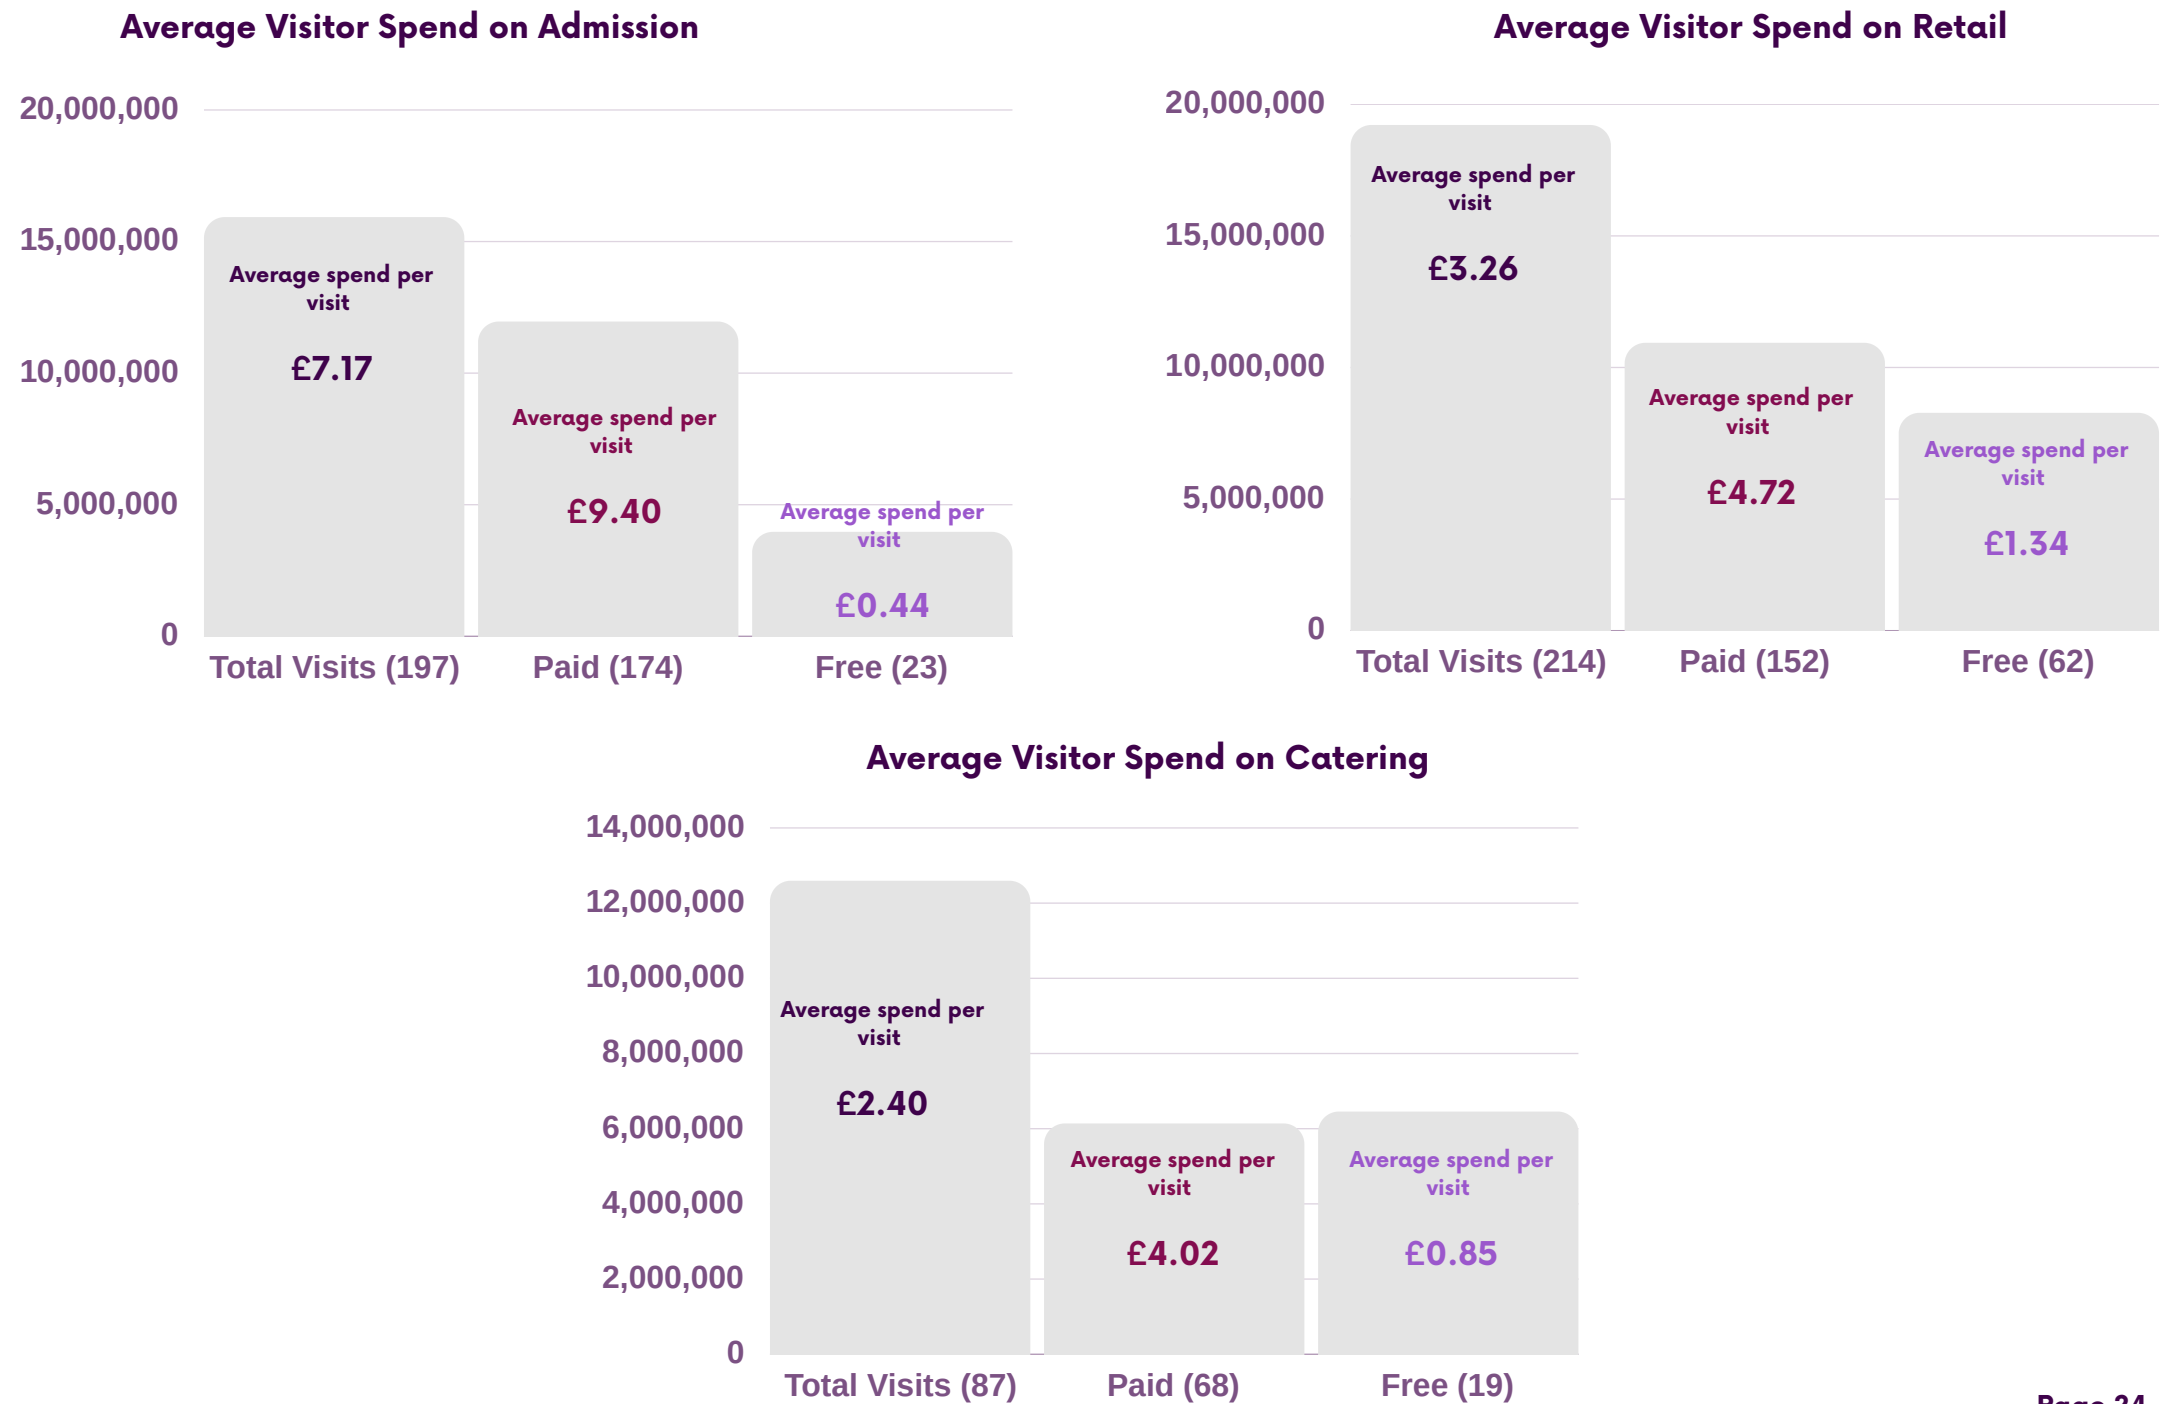 Average Visitor Spend on Admission
20,000,000
15,000,000
10,000,000
5,000,000
0
Average spend per
visit
£7.17
Average spend per
visit
£9.40
Average spend per
visit
£0.44
Total Visits (197)
Paid (174)
Free (23)
Average Visitor Spend on Retail
20,000,000
15,000,000
10,000,000
5,000,000
0
Average spend per
visit
£3.26
Average spend per
visit
£4.72
Average spend per
visit
£1.34
Total Visits (214)
Paid (152)
Free (62)
Average Visitor Spend on Catering
14,000,000
12,000,000
10,000,000
8,000,000
6,000,000
4,000,000
2,000,000
0
Average spend per
visit
£2.40
Average spend per
visit
£4.02
Average spend per
visit
£0.85
Total Visits (87)
Paid (68)
Free (19)
Page 24